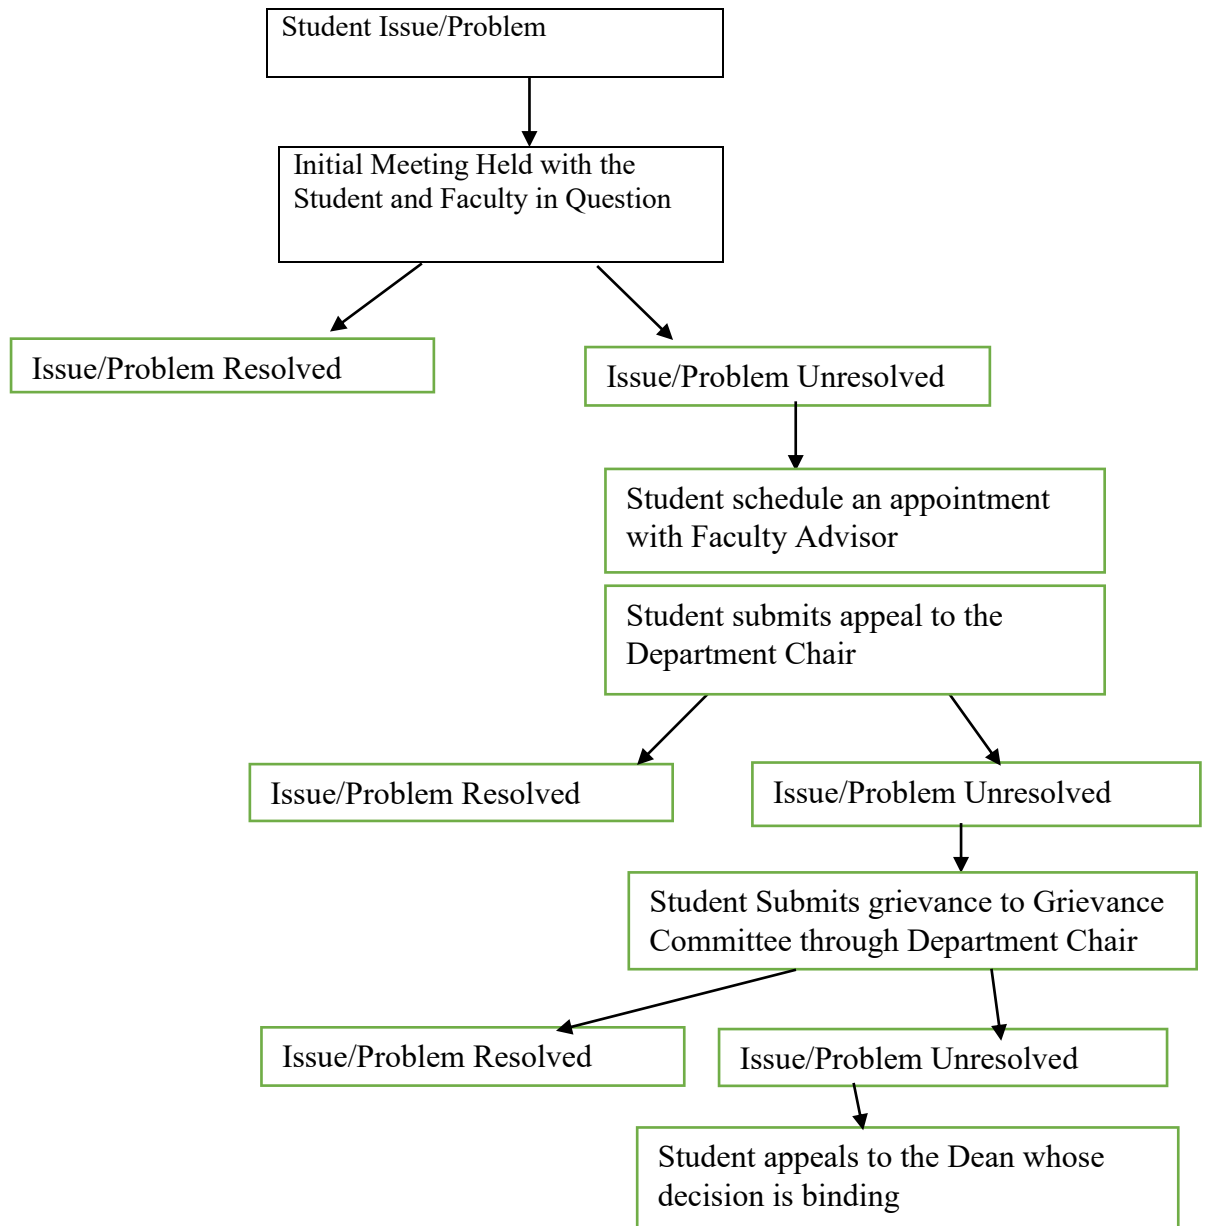 Student Issue/Problem
Initial Meeting Held with the
Student and Faculty in Question
Issue/Problem Resolved
Issue/Problem Unresolved
Student schedule an appointment
with Faculty Advisor
Student submits appeal to the
Department Chair
Issue/Problem Resolved
Issue/Problem Unresolved
Student Submits grievance to Grievance
Committee through Department Chair
Issue/Problem Resolved
Issue/Problem Unresolved
Student appeals to the Dean whose
decision is binding